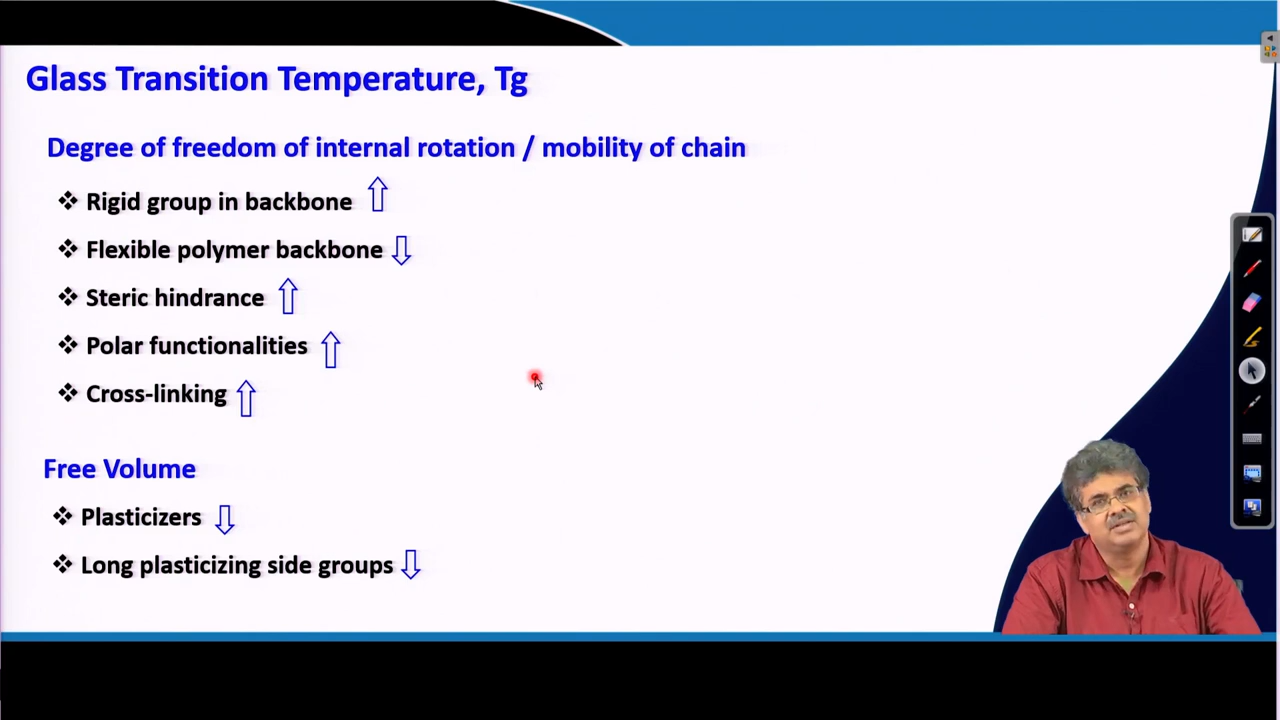 Glass Transition Temperature, Tg
Degree of freedom of internal rotation / mobility of chain
❖ Rigid group in backbone ⇧
❖ Flexible polymer backbone ⇩
❖ Steric hindrance ⇧
❖ Polar functionalities ⇧
❖ Cross-linking ⇧
Free Volume
❖ Plasticizers ⇩
❖ Long plasticizing side groups ⇩